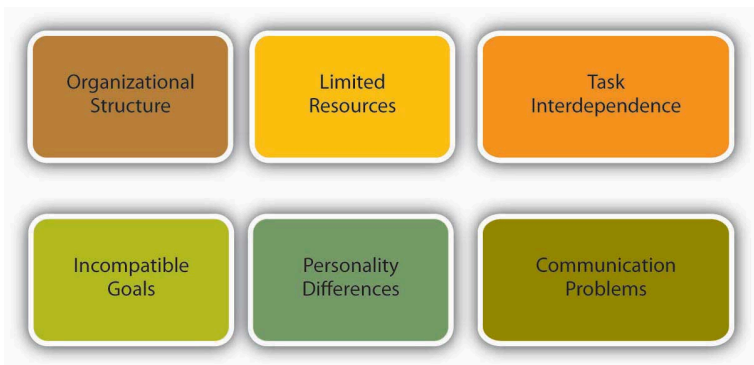 Organizational
Structure
Limited
Resources
Task
Interdependence
Incompatible
Goals
Personality
Differences
Communication
Problems